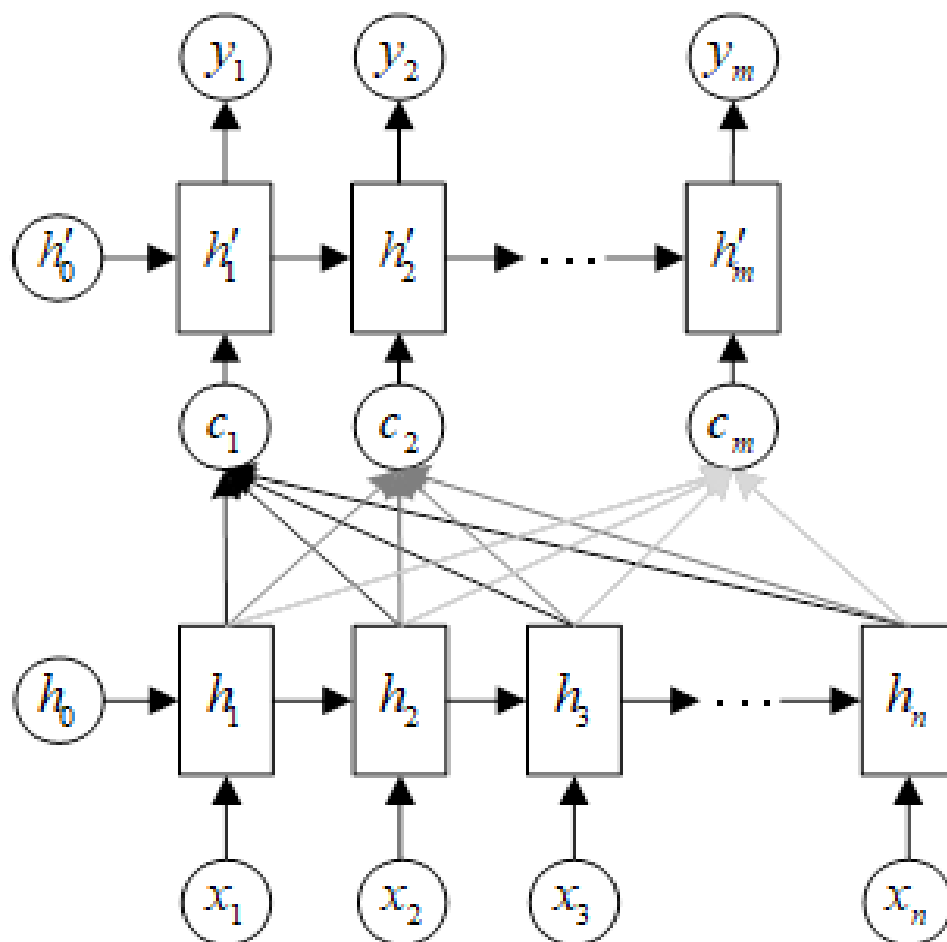 y₁ y₂ yₘ
h′₀ h′₁ h′₂ ··· h′ₘ
c₁ c₂ cₘ
h₀ h₁ h₂ h₃ ··· hₙ
x₁ x₂ x₃ xₙ